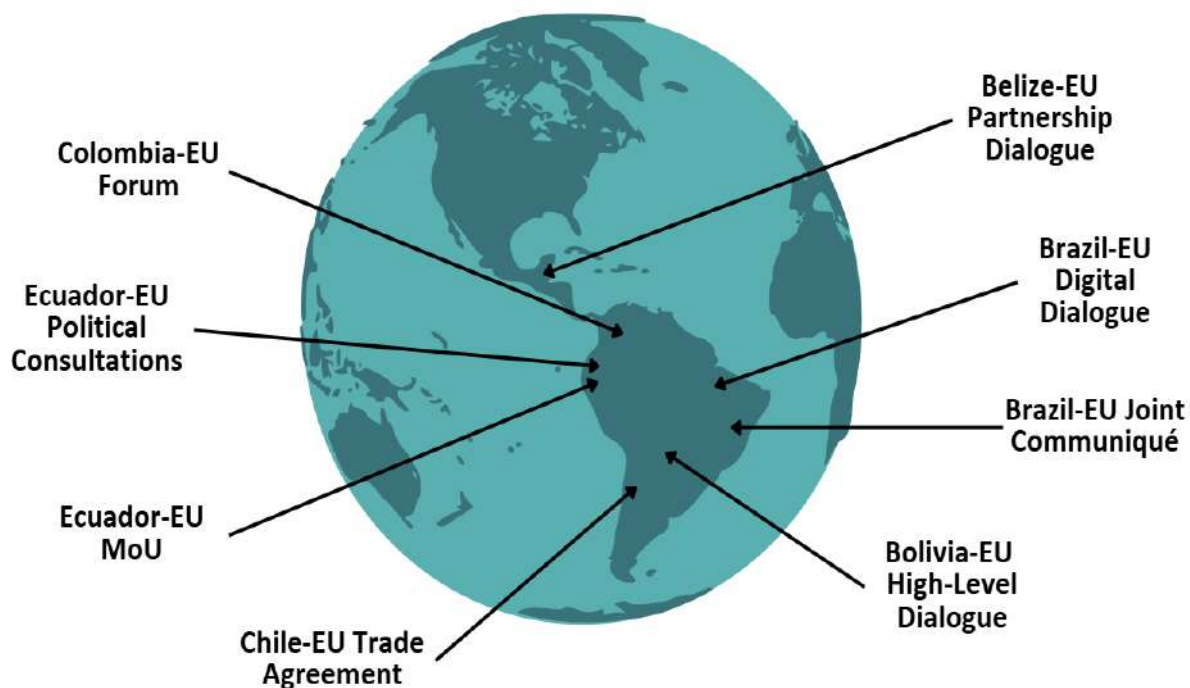 Belize-EU
Partnership
Dialogue
Colombia-EU
Forum
Brazil-EU
Digital
Dialogue
Ecuador-EU
Political
Consultations
Brazil-EU Joint
Communiqué
Ecuador-EU
MoU
Bolivia-EU
High-Level
Dialogue
Chile-EU Trade
Agreement